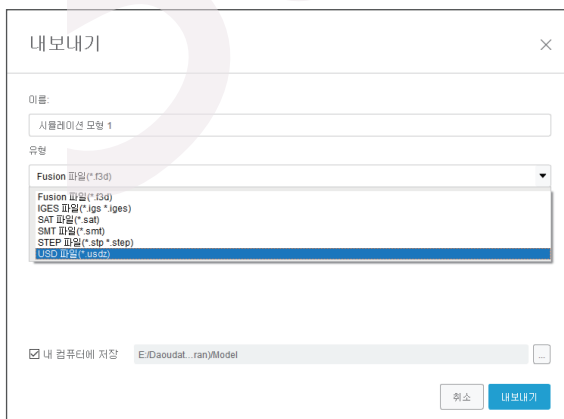 내보내기
이름:
시뮬레이션 모형 1
유형
Fusion 파일(*.f3d)
Fusion 파일(*.f3d)
IGES 파일(*.igs *.iges)
SAT 파일(*.sat)
SMT 파일(*.smt)
STEP 파일(*.stp *.step)
USD 파일(*.usdz)
내 컴퓨터에 저장 E:/Daoudat...ran)/Model ...
취소 내보내기